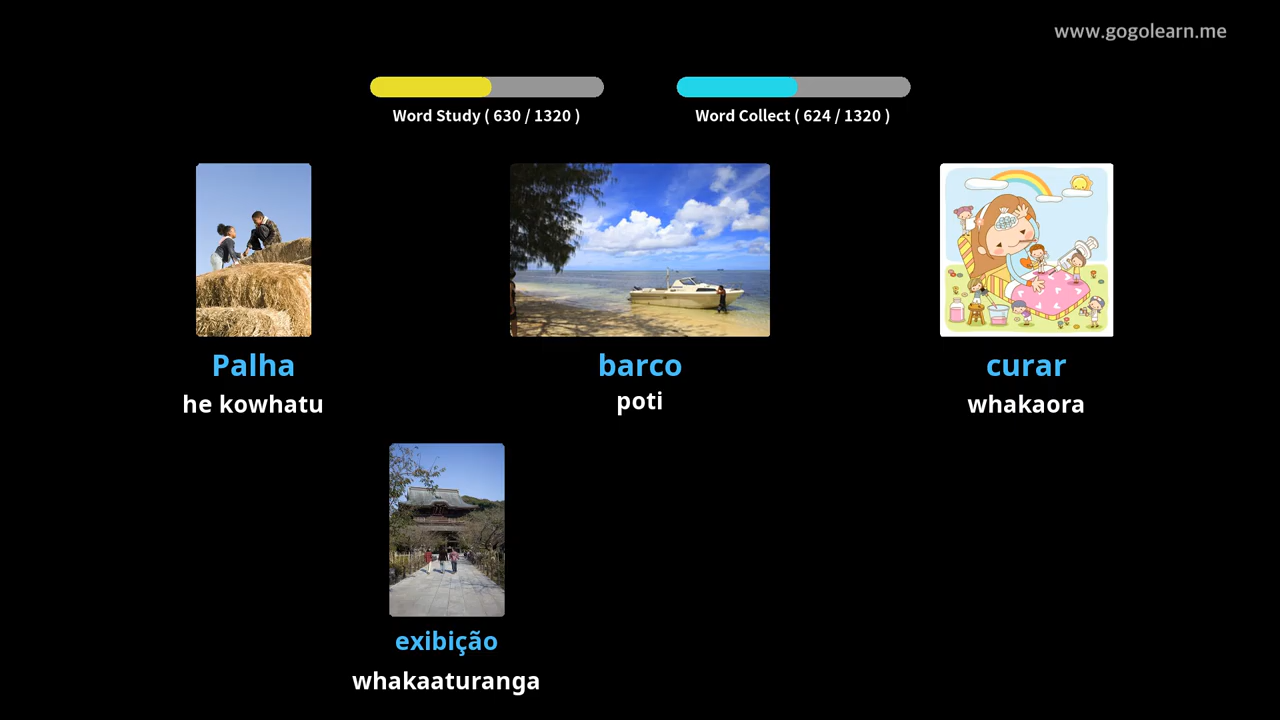 www.gogolearn.me
Word Study ( 630 / 1320 )
Word Collect ( 624 / 1320 )
Palha
barco
curar
he kowhatu
poti
whakaora
exibição
whakaaturanga